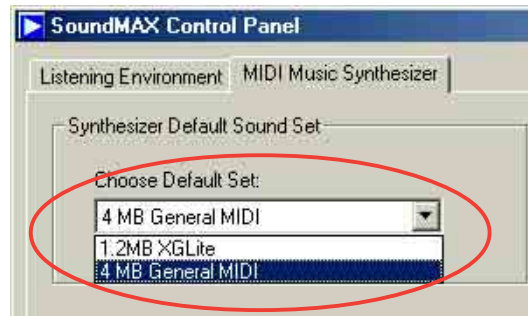 SoundMAX Control Panel
Listening Environment MIDI Music Synthesizer
Synthesizer Default Sound Set
Choose Default Set:
4 MB General MIDI
1.2MB XGLite
4 MB General MIDI